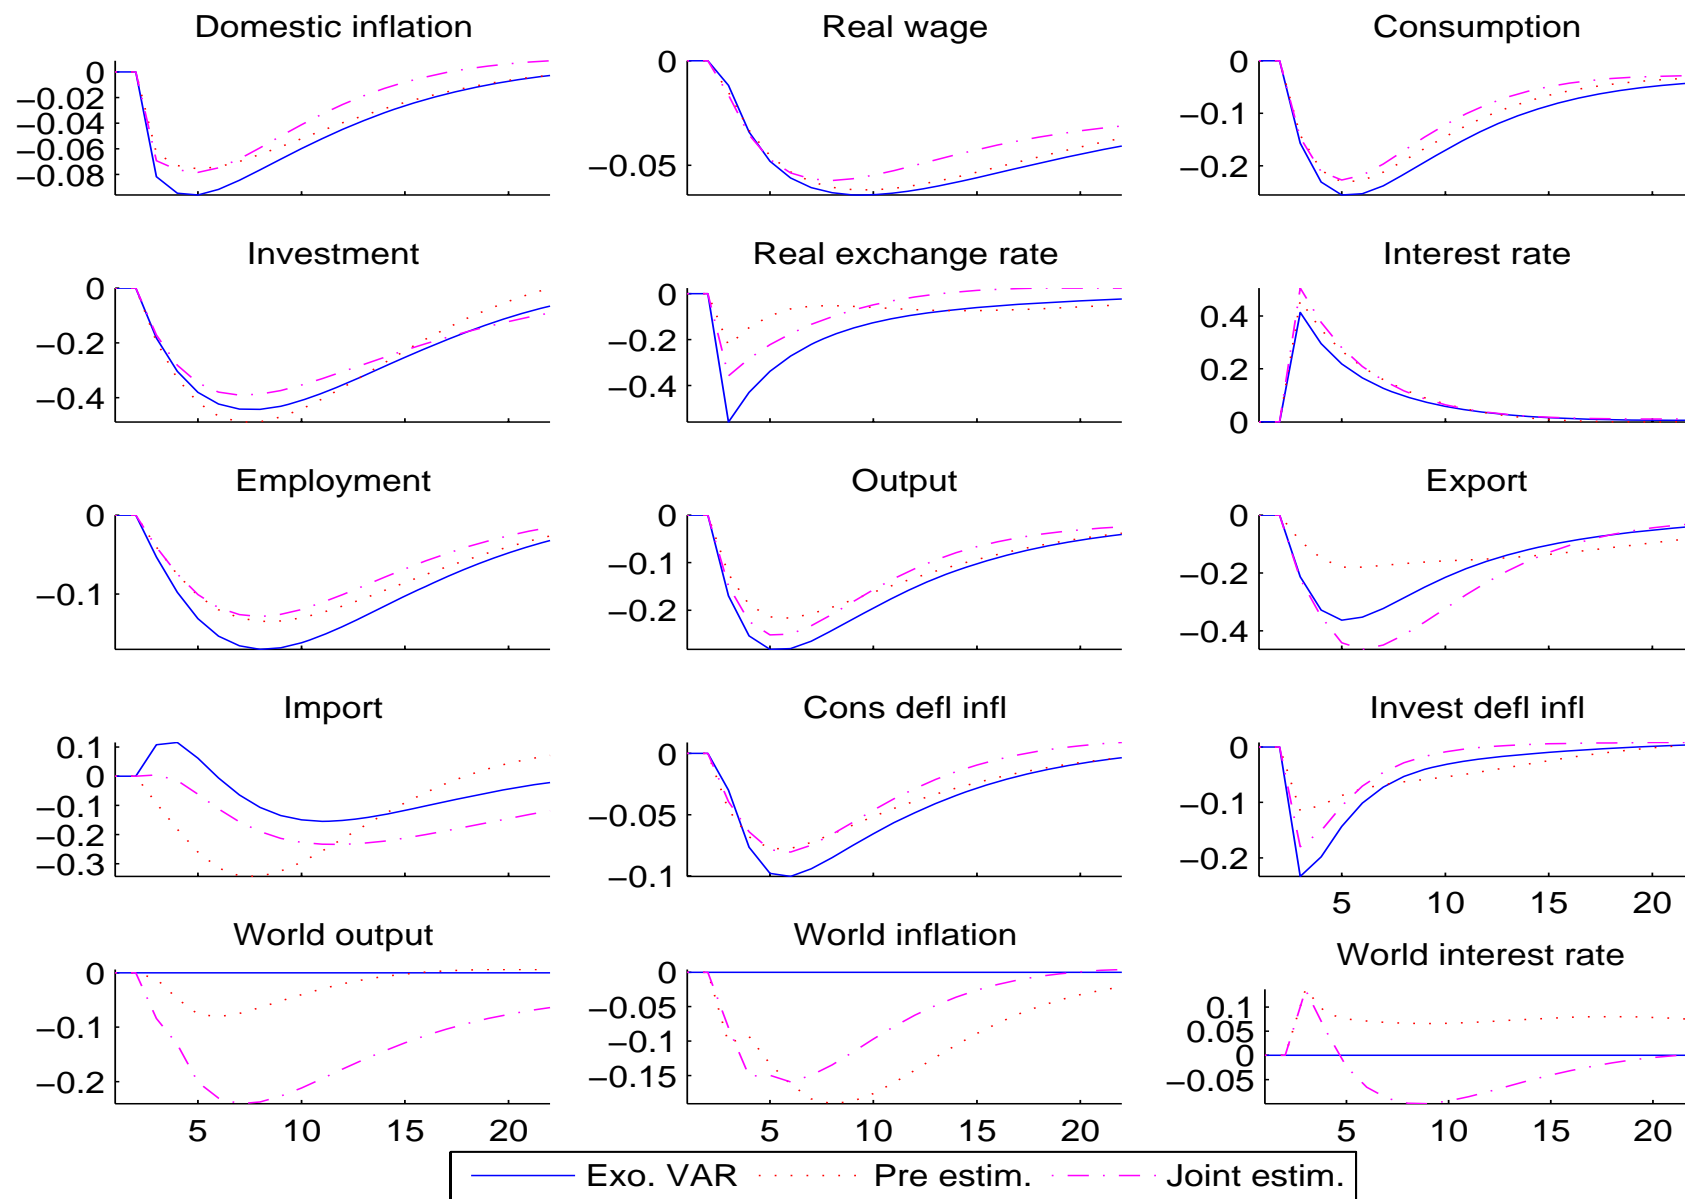 Domestic inflation
0
−0.02
−0.04
−0.06
−0.08
Real wage
0
−0.05
Consumption
0
−0.1
−0.2
Investment
0
−0.2
−0.4
Real exchange rate
0
−0.2
−0.4
Interest rate
0.4
0.2
0
Employment
0
−0.1
Output
0
−0.1
−0.2
Export
0
−0.2
−0.4
Import
0.1
0
−0.1
−0.2
−0.3
Cons defl infl
0
−0.05
−0.1
Invest defl infl
0
−0.1
−0.2
5 10 15 20
World output
0
−0.1
−0.2
5 10 15 20
World inflation
0
−0.05
−0.1
−0.15
5 10 15 20
World interest rate
0.1
0.05
0
−0.05
5 10 15 20
Exo. VAR Pre estim. Joint estim.